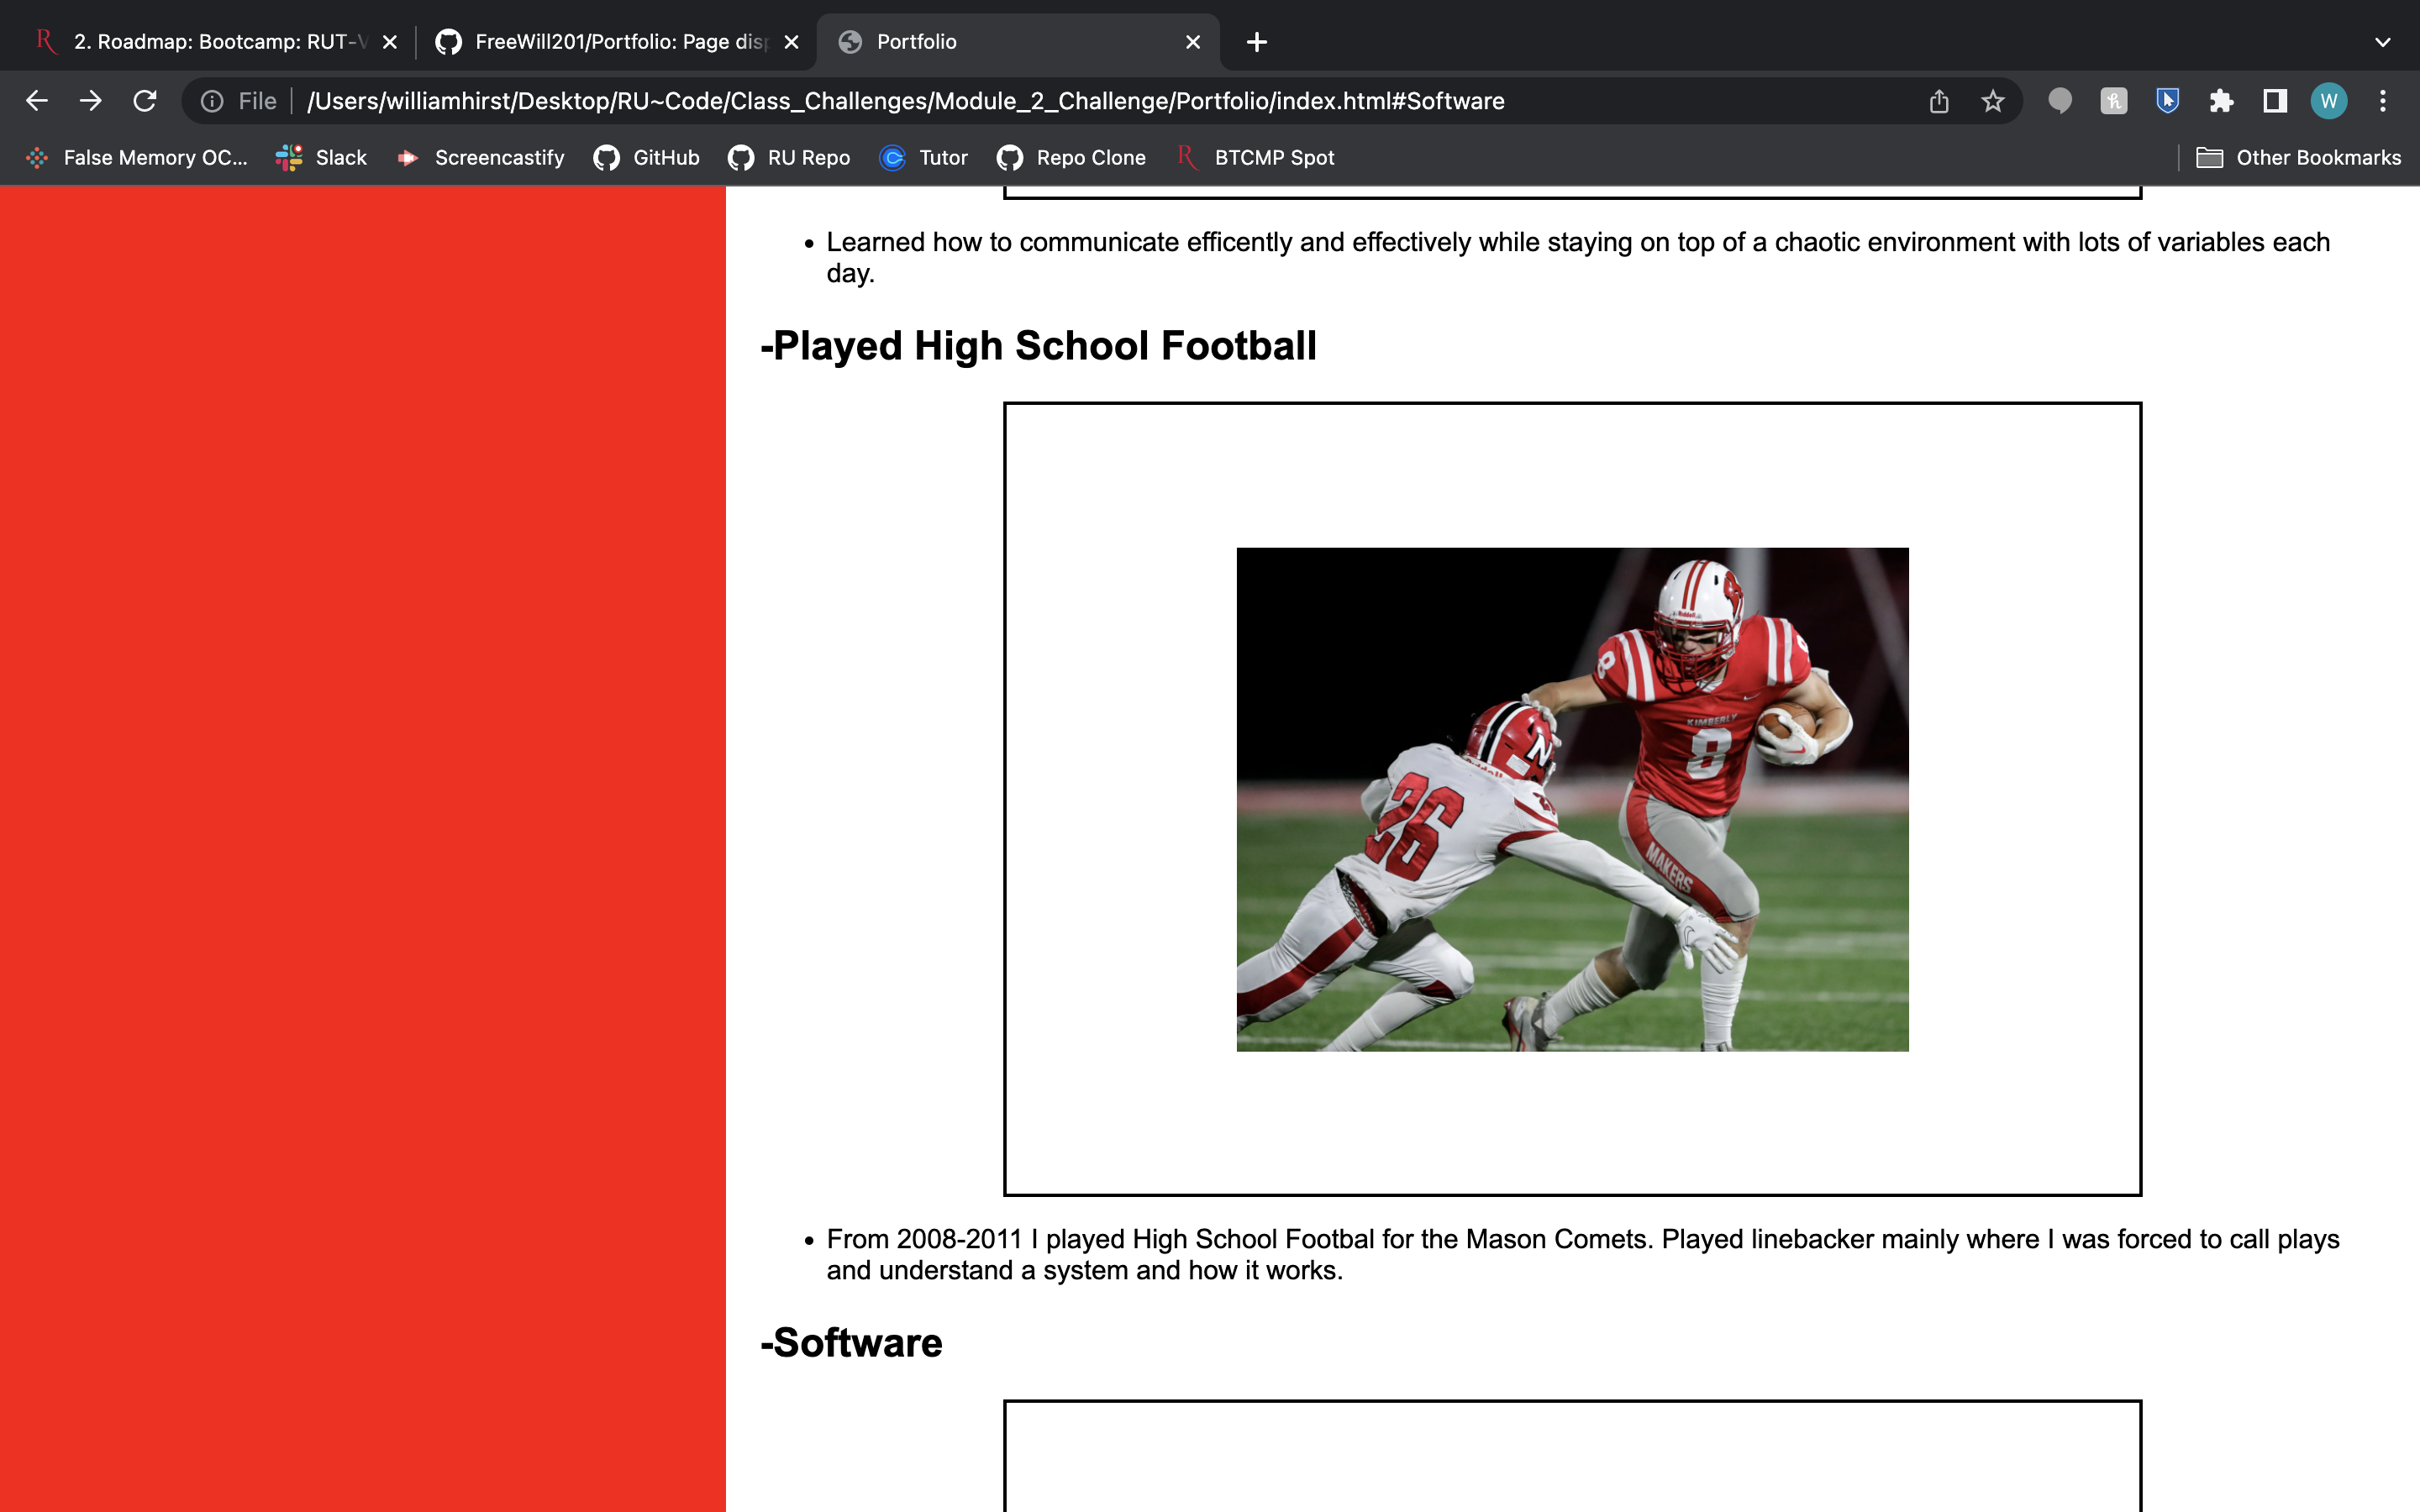 2. Roadmap: Bootcamp: RUT-V
FreeWill201/Portfolio: Page disp
Portfolio
File
/Users/williamhirst/Desktop/RU~Code/Class_Challenges/Module_2_Challenge/Portfolio/index.html#Software
W
False Memory OC...
Slack
Screencastify
GitHub
RU Repo
Tutor
Repo Clone
BTCMP Spot
Other Bookmarks
Learned how to communicate efficently and effectively while staying on top of a chaotic environment with lots of variables each
day.
-Played High School Football
Riddell
8
8
KIMBERLY
8
N
26
MAKERS
From 2008-2011 I played High School Footbal for the Mason Comets. Played linebacker mainly where I was forced to call plays
and understand a system and how it works.
-Software